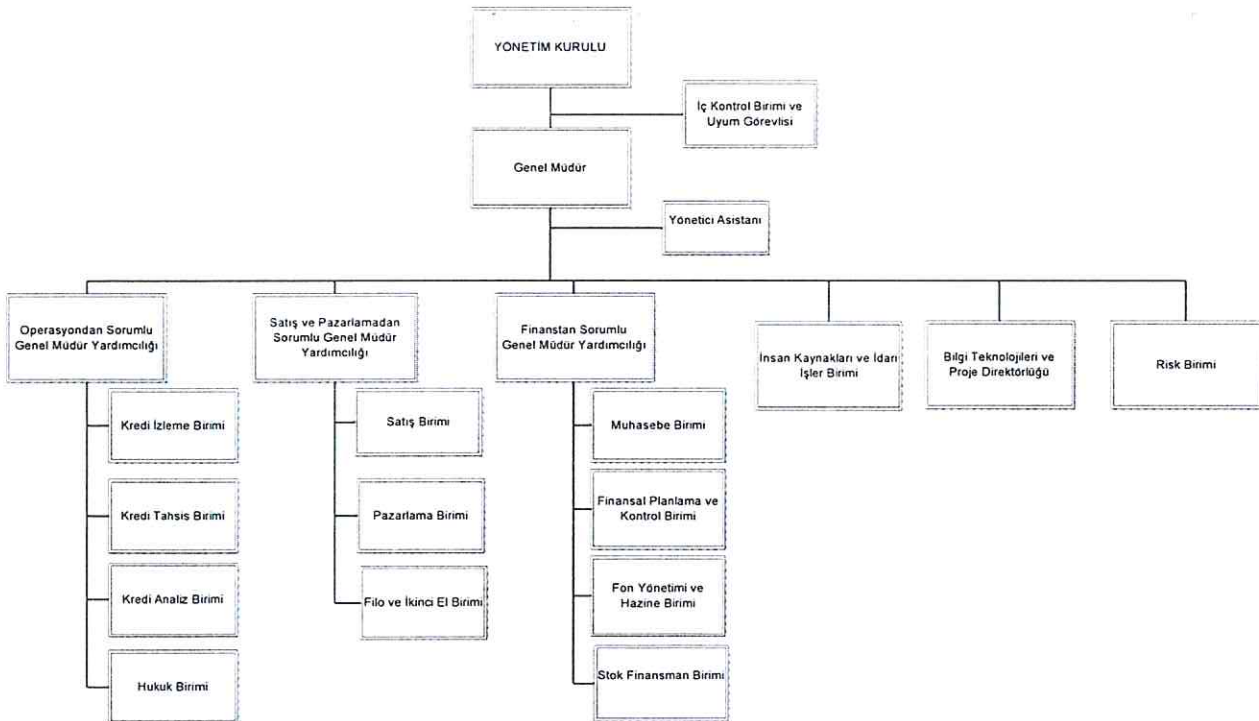 YÖNETİM KURULU
İç Kontrol Birimi ve
Uyum Görevlisi
Genel Müdür
Yönetici Asistanı
Operasyondan Sorumlu
Genel Müdür Yardımcılığı
Satış ve Pazarlamadan
Sorumlu Genel Müdür
Yardımcılığı
Finanstan Sorumlu
Genel Müdür Yardımcılığı
İnsan Kaynakları ve İdari
İşler Birimi
Bilgi Teknolojileri ve
Proje Direktörlüğü
Risk Birimi
Kredi İzleme Birimi
Kredi Tahsis Birimi
Kredi Analiz Birimi
Hukuk Birimi
Satış Birimi
Pazarlama Birimi
Filo ve İkinci El Birimi
Muhasebe Birimi
Finansal Planlama ve
Kontrol Birimi
Fon Yönetimi ve
Hazine Birimi
Stok Finansman Birimi